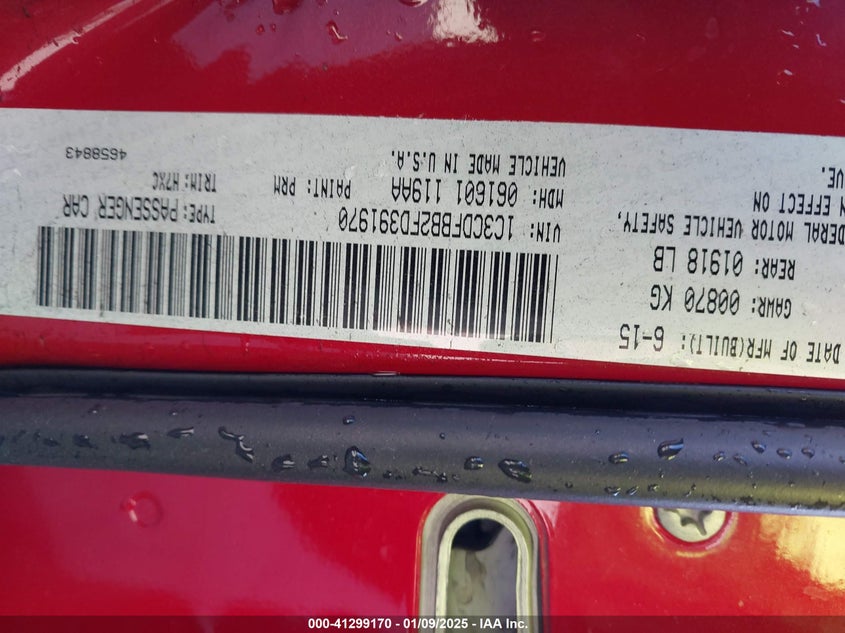 DATE OF MFR(BUILT): 6-15
GAWR: 00870 KG
REAR: 01918 LB
DERAL MOTOR VEHICLE SAFETY,
N EFFECT ON
VE.
VIN: 1C3CDFBB2FD391970
TYPE: PASSENGER CAR
MDH: 061601 119AA
PAINT: PRM
TRIM: H7XC
VEHICLE MADE IN U.S.A.
4658843
000-41299170 — 01/09/2025 — IAA Inc.